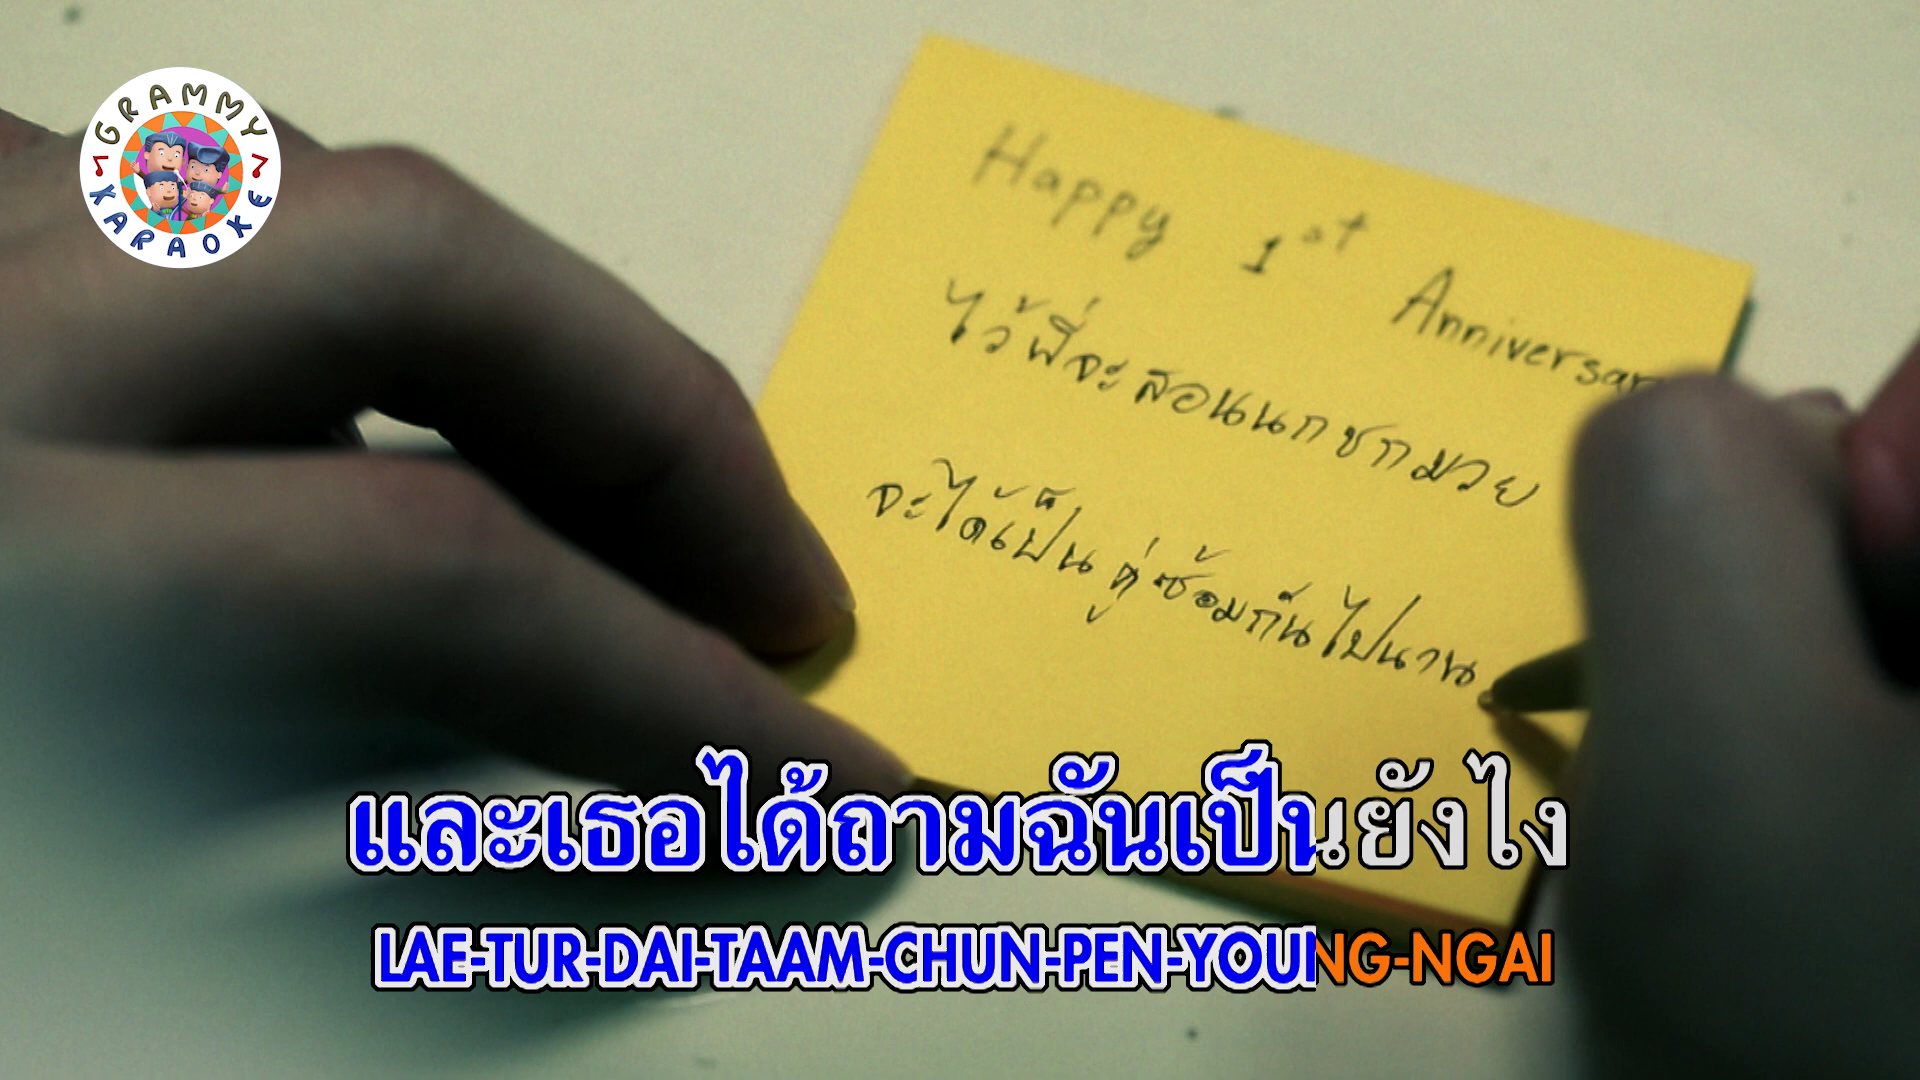 GRAMMY
KARAOKE
Happy 1st Anniversar
ไว้พี่จะสอนนกชกมวย
จะได้เป็นคู่ซ้อมกันไปนาน
และเธอได้ถามฉันเป็นยังไง
LAE-TUR-DAI-TAAM-CHUN-PEN-YOUNG-NGAI